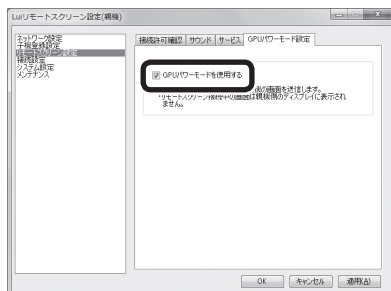 Luiリモートスクリーン設定(親機)
ネットワーク設定
子機登録設定
リモートスクリーン設定
接続設定
システム設定
メンテナンス
接続許可確認 サウンド サービス GPUパワーモード設定
GPUパワーモードを使用する
の画面を送信します。
・リモートスクリーン接続中の画面は親機側のディスプレイに表示され
ません。
OK キャンセル 適用(A)